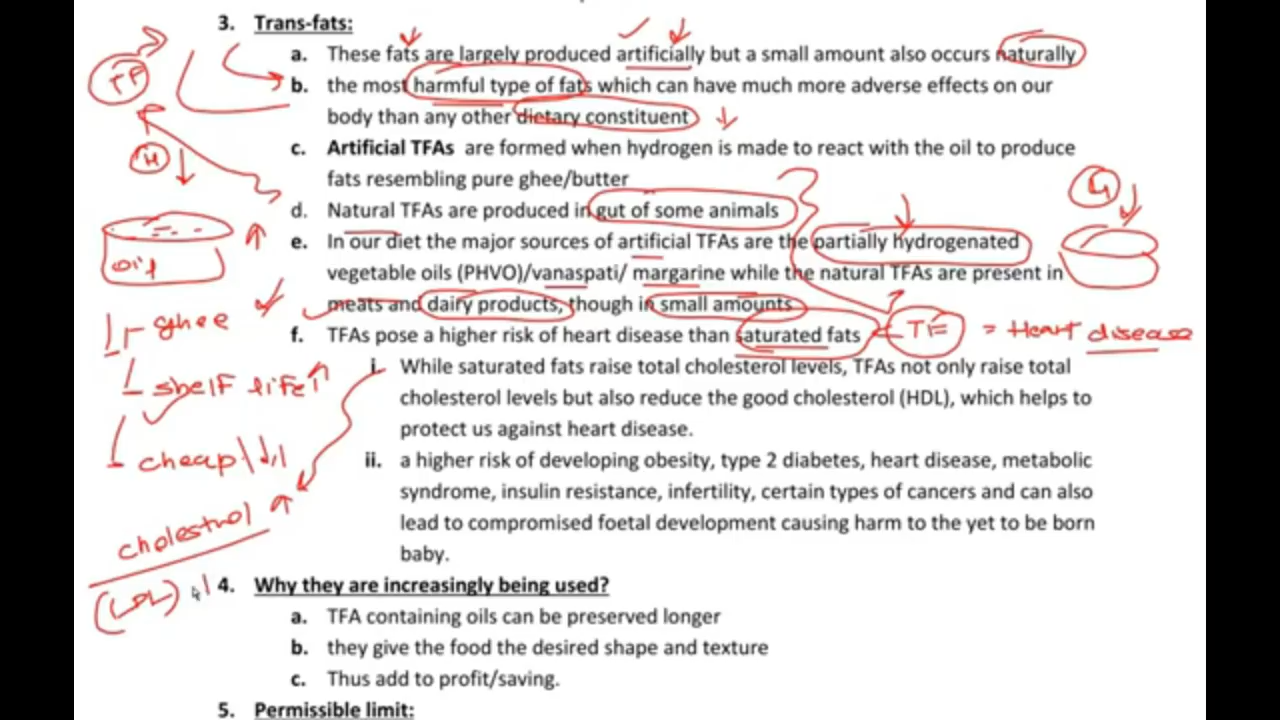 3. Trans-fats:
a. These fats are largely produced artificially but a small amount also occurs naturally
b. the most harmful type of fats which can have much more adverse effects on our
body than any other dietary constituent
c. Artificial TFAs are formed when hydrogen is made to react with the oil to produce
fats resembling pure ghee/butter
d. Natural TFAs are produced in gut of some animals
e. In our diet the major sources of artificial TFAs are the partially hydrogenated
vegetable oils (PHVO)/vanaspati/ margarine while the natural TFAs are present in
meats and dairy products, though in small amounts
f. TFAs pose a higher risk of heart disease than saturated fats
i. While saturated fats raise total cholesterol levels, TFAs not only raise total
cholesterol levels but also reduce the good cholesterol (HDL), which helps to
protect us against heart disease.
ii. a higher risk of developing obesity, type 2 diabetes, heart disease, metabolic
syndrome, insulin resistance, infertility, certain types of cancers and can also
lead to compromised foetal development causing harm to the yet to be born
baby.
4. Why they are increasingly being used?
a. TFA containing oils can be preserved longer
b. they give the food the desired shape and texture
c. Thus add to profit/saving.
5. Permissible limit:
TF
H
oil
ghee
shelf life
cheap
cholestrol
(LDL)
TF = Heart disease